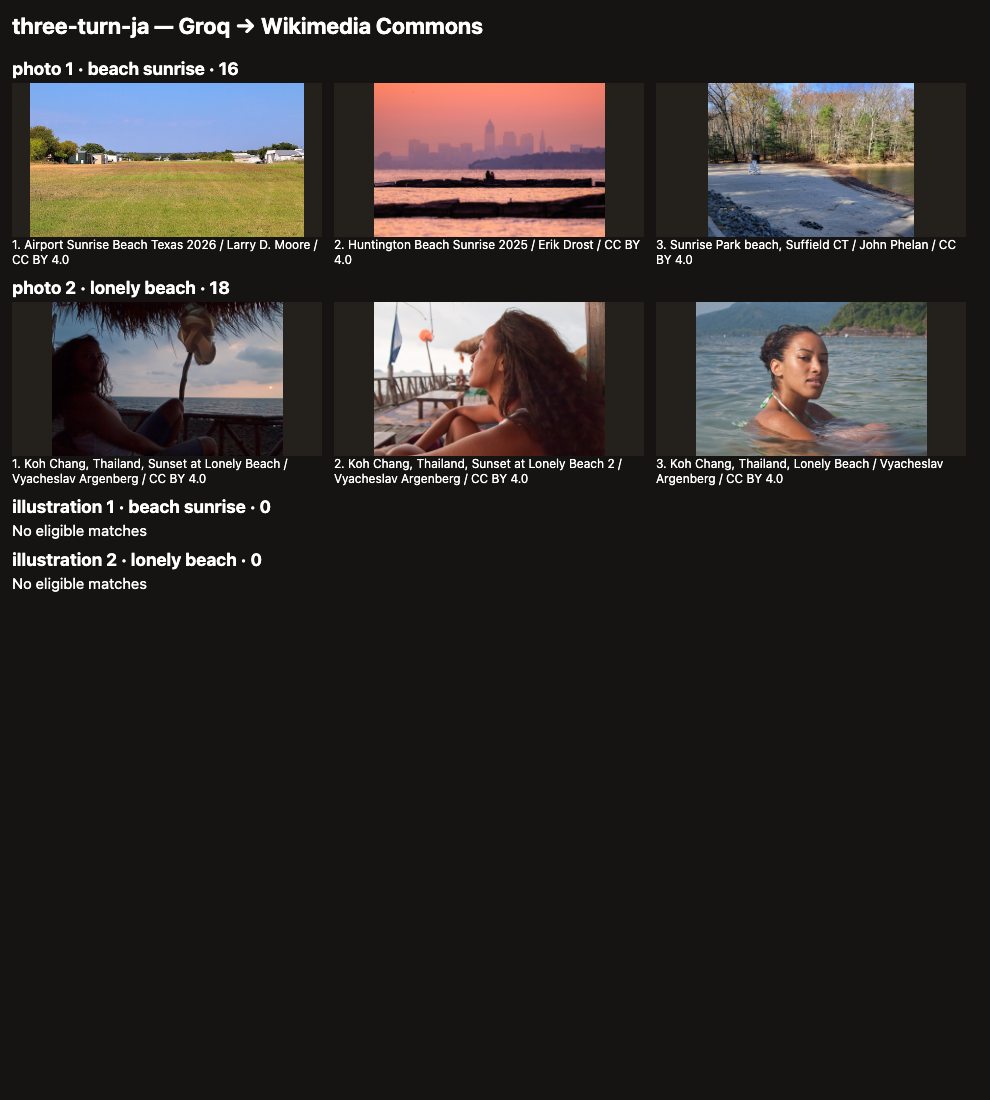 three-turn-ja — Groq → Wikimedia Commons
photo 1 · beach sunrise · 16
1. Airport Sunrise Beach Texas 2026 / Larry D. Moore /
CC BY 4.0
2. Huntington Beach Sunrise 2025 / Erik Drost / CC BY
4.0
3. Sunrise Park beach, Suffield CT / John Phelan / CC
BY 4.0
photo 2 · lonely beach · 18
1. Koh Chang, Thailand, Sunset at Lonely Beach /
Vyacheslav Argenberg / CC BY 4.0
2. Koh Chang, Thailand, Sunset at Lonely Beach 2 /
Vyacheslav Argenberg / CC BY 4.0
3. Koh Chang, Thailand, Lonely Beach / Vyacheslav
Argenberg / CC BY 4.0
illustration 1 · beach sunrise · 0
No eligible matches
illustration 2 · lonely beach · 0
No eligible matches